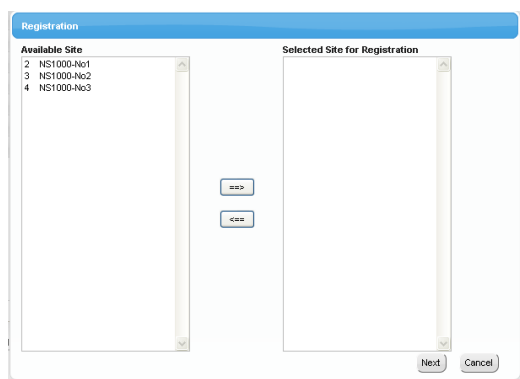 Registration
Available Site
2 NS1000-No1
3 NS1000-No2
4 NS1000-No3
Selected Site for Registration
==>
<==
Next
Cancel